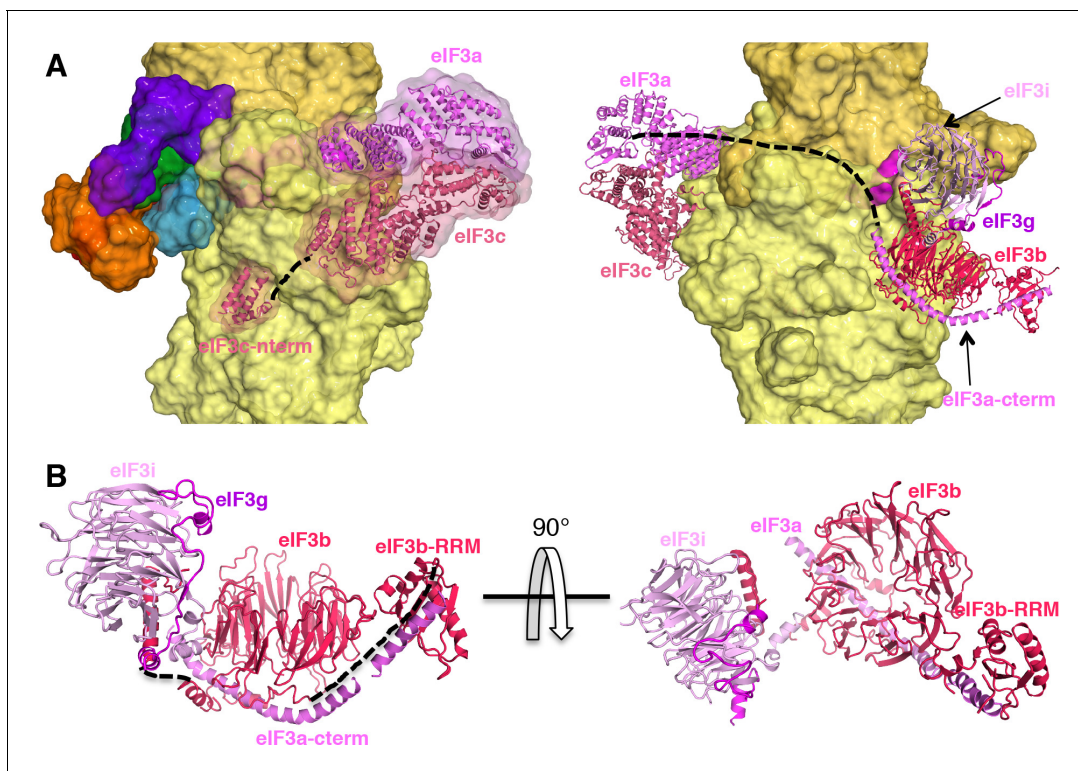 A
eIF3a
eIF3c
eIF3c-nterm
eIF3a
eIF3c
eIF3i
eIF3g
eIF3b
eIF3a-cterm
B
eIF3i
eIF3g
eIF3b
eIF3b-RRM
eIF3a-cterm
90°
eIF3i
eIF3a
eIF3b
eIF3b-RRM